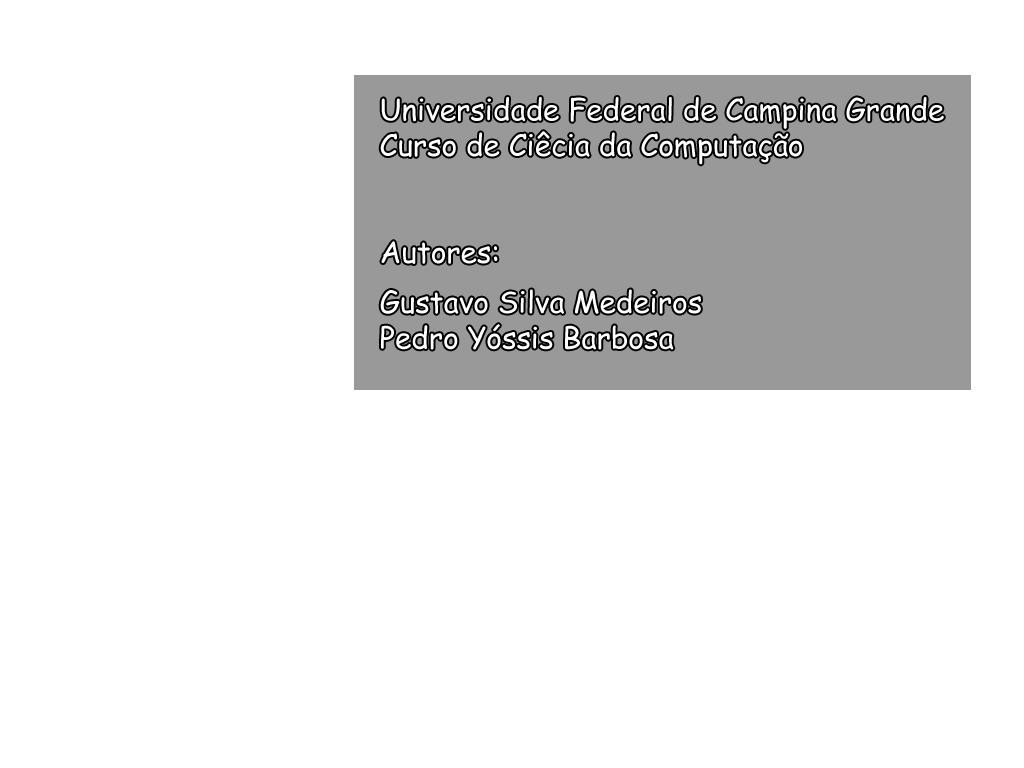 Universidade Federal de Campina Grande
Curso de Ciêcia da Computação
Autores:
Gustavo Silva Medeiros
Pedro Yóssis Barbosa